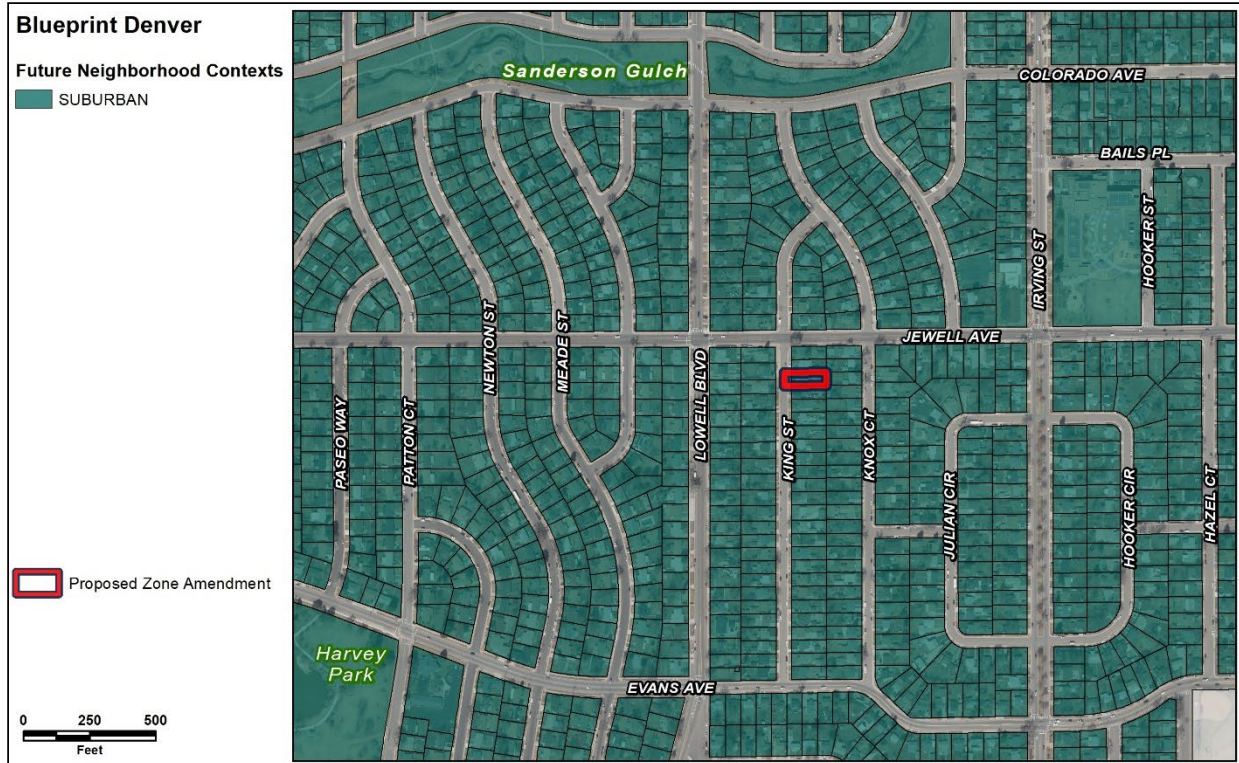 Blueprint Denver
Future Neighborhood Contexts
SUBURBAN
Proposed Zone Amendment
0 250 500
Feet
Sanderson Gulch
COLORADO AVE
BAILS PL
HOOKER ST
IRVING ST
NEWTON ST
MEADE ST
JEWELL AVE
LOWELL BLVD
PASEO WAY
PATTON CT
KING ST
KNOX CT
JULIAN CIR
HOOKER CIR
HAZEL CT
Harvey
Park
EVANS AVE